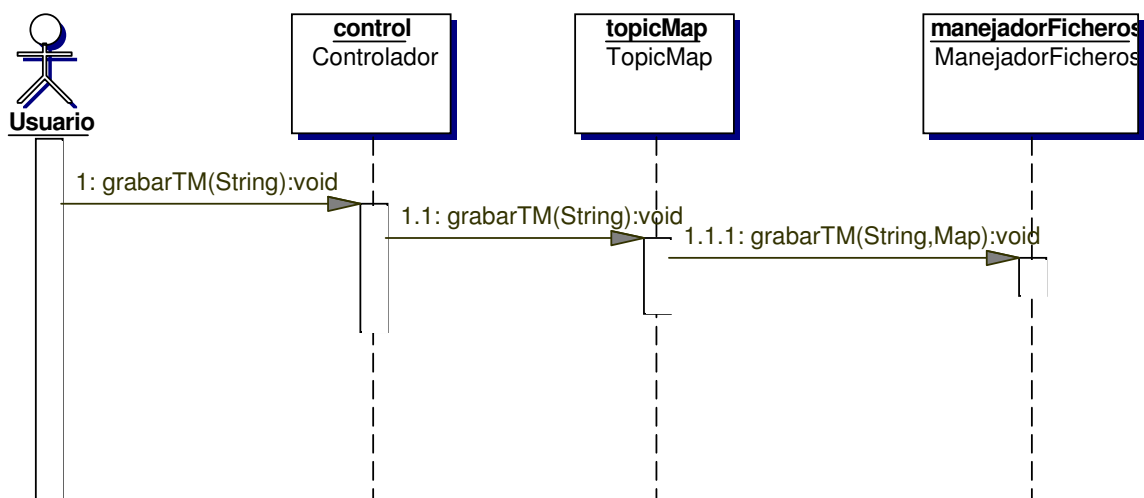 control
Controlador
topicMap
TopicMap
manejadorFicheros
ManejadorFicheros
Usuario
1: grabarTM(String):void
1.1: grabarTM(String):void
1.1.1: grabarTM(String,Map):void